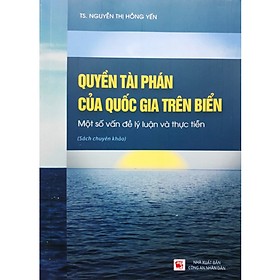 TS. NGUYỄN THỊ HỒNG YẾN
QUYỀN TÀI PHÁN
CỦA QUỐC GIA TRÊN BIỂN
Một số vấn đề lý luận và thực tiễn
(Sách chuyên khảo)
NHÀ XUẤT BẢN
CÔNG AN NHÂN DÂN